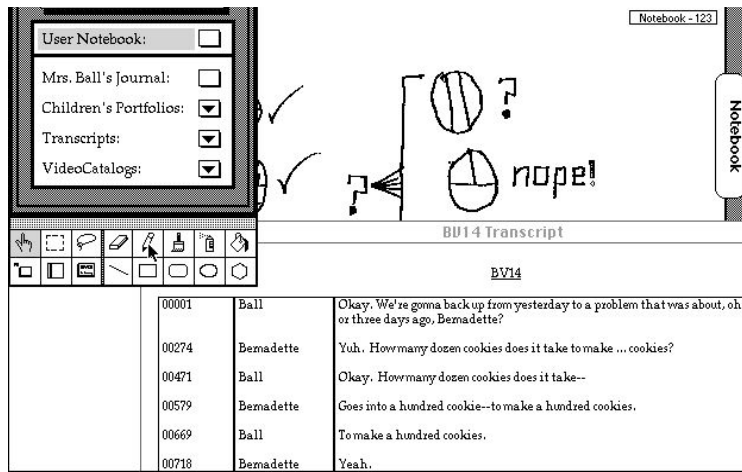 User Notebook:
Mrs. Ball's Journal:
Children's Portfolios:
Transcripts:
VideoCatalogs:
Notebook - 123
?
nope!
?
Notebook
BV14 Transcript
BV14
00001 Ball Okay. We're gonna back up from yesterday to a problem that was about, oh
or three days ago, Bernadette?
00274 Bernadette Yuh. How many dozen cookies does it take to make ... cookies?
00471 Ball Okay. How many dozen cookies does it take--
00579 Bernadette Goes into a hundred cookie--to make a hundred cookies.
00669 Ball To make a hundred cookies.
00718 Bernadette Yeah.